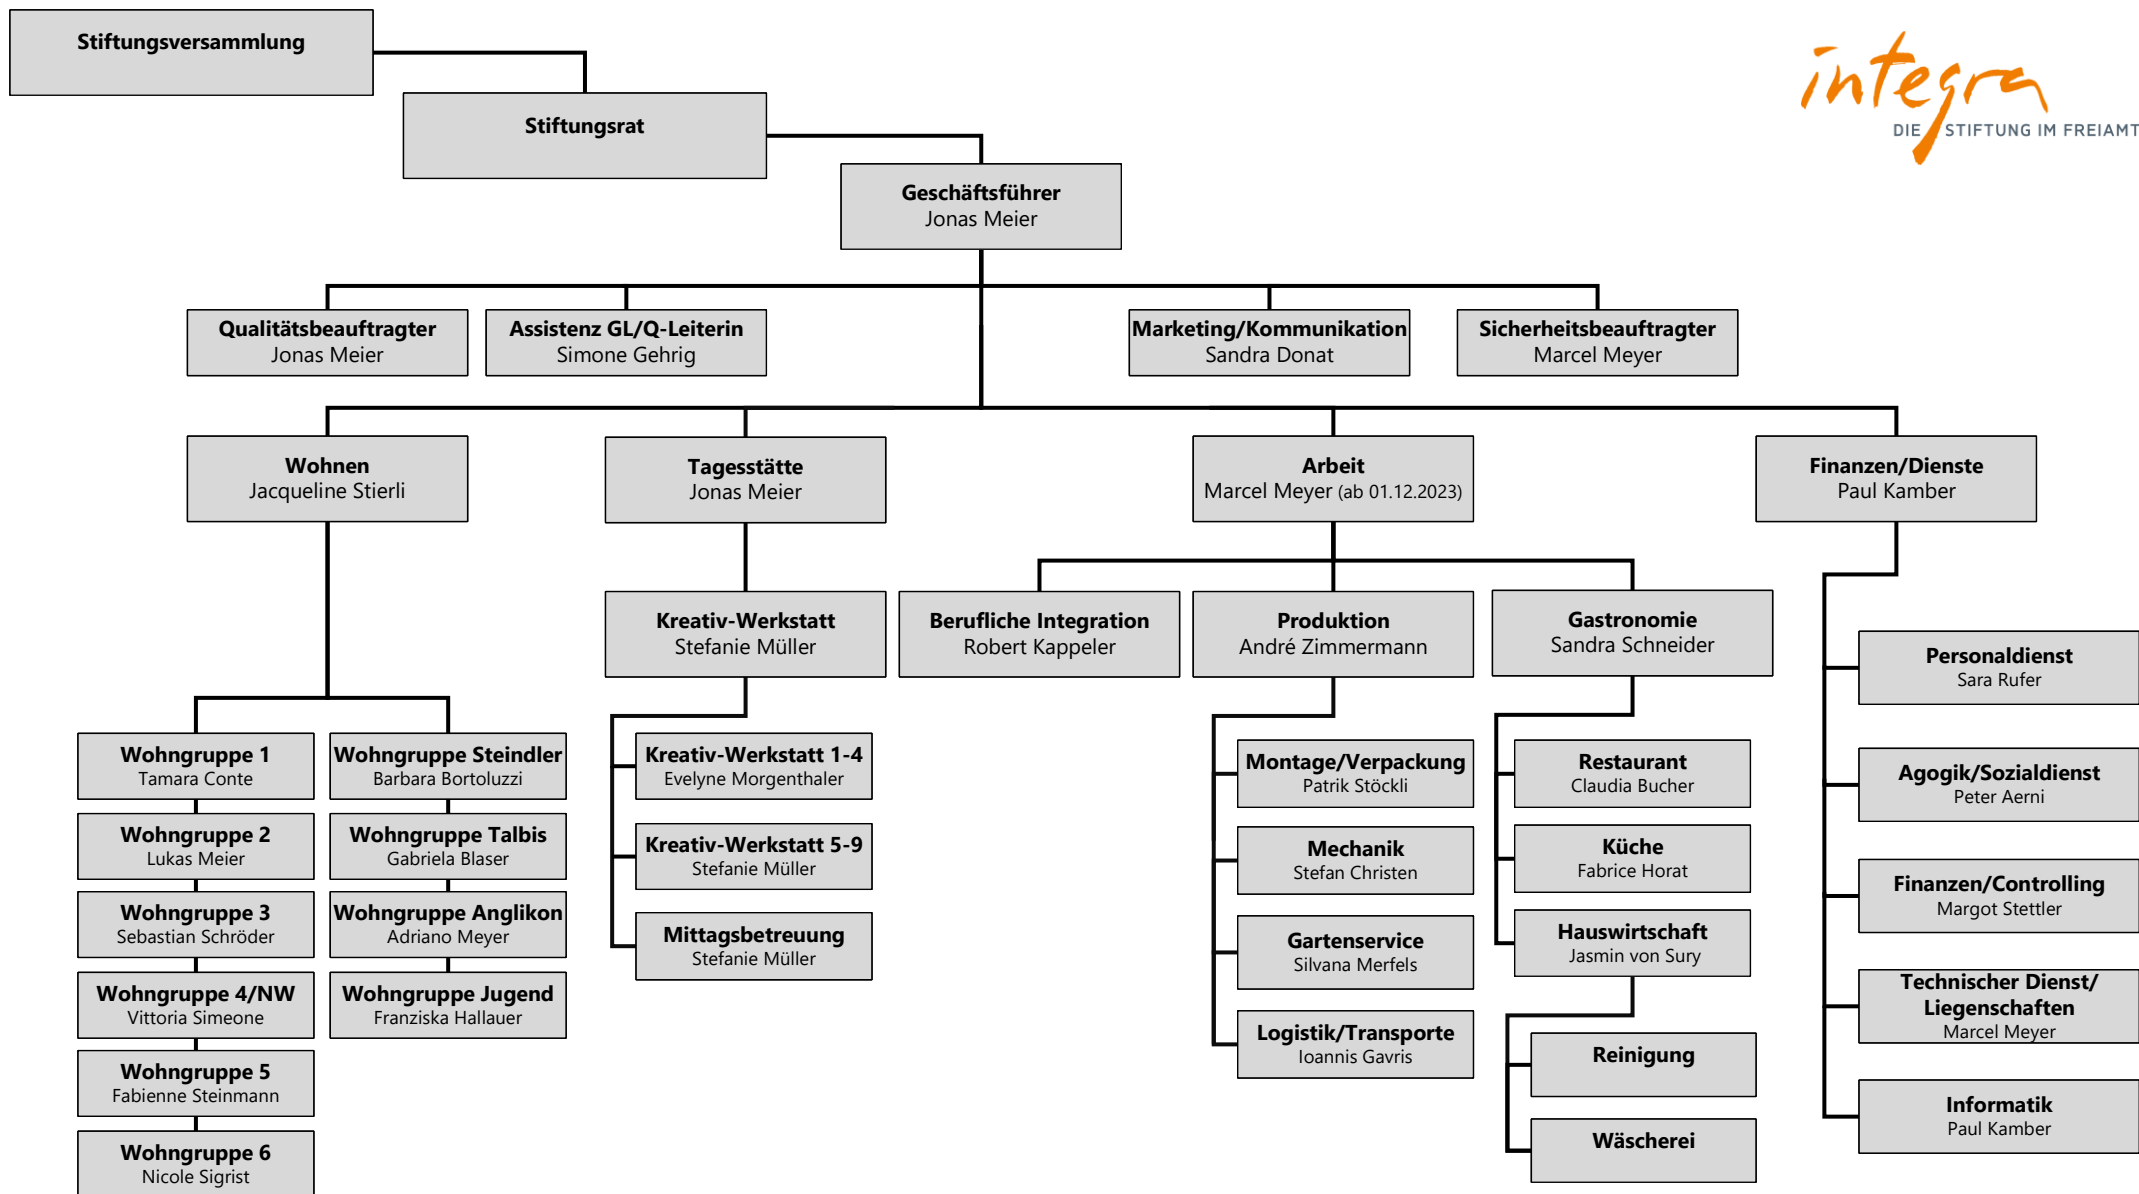 Stiftungsversammlung
integra
DIE STIFTUNG IM FREIAMT
Stiftungsrat
Geschäftsführer
Jonas Meier
Qualitätsbeauftragter
Jonas Meier
Assistenz GL/Q-Leiterin
Simone Gehrig
Marketing/Kommunikation
Sandra Donat
Sicherheitsbeauftragter
Marcel Meyer
Wohnen
Jacqueline Stierli
Tagesstätte
Jonas Meier
Arbeit
Marcel Meyer (ab 01.12.2023)
Finanzen/Dienste
Paul Kamber
Kreativ-Werkstatt
Stefanie Müller
Berufliche Integration
Robert Kappeler
Produktion
André Zimmermann
Gastronomie
Sandra Schneider
Wohngruppe 1
Tamara Conte
Wohngruppe 2
Lukas Meier
Wohngruppe 3
Sebastian Schröder
Wohngruppe 4/NW
Vittoria Simeone
Wohngruppe 5
Fabienne Steinmann
Wohngruppe 6
Nicole Sigrist
Wohngruppe Steindler
Barbara Bortoluzzi
Wohngruppe Talbis
Gabriela Blaser
Wohngruppe Anglikon
Adriano Meyer
Wohngruppe Jugend
Franziska Hallauer
Kreativ-Werkstatt 1-4
Evelyne Morgenthaler
Kreativ-Werkstatt 5-9
Stefanie Müller
Mittagsbetreuung
Stefanie Müller
Montage/Verpackung
Patrik Stöckli
Mechanik
Stefan Christen
Gartenservice
Silvana Merfels
Logistik/Transporte
Ioannis Gavris
Restaurant
Claudia Bucher
Küche
Fabrice Horat
Hauswirtschaft
Jasmin von Sury
Reinigung
Wäscherei
Personaldienst
Sara Rufer
Agogik/Sozialdienst
Peter Aerni
Finanzen/Controlling
Margot Stettler
Technischer Dienst/
Liegenschaften
Marcel Meyer
Informatik
Paul Kamber